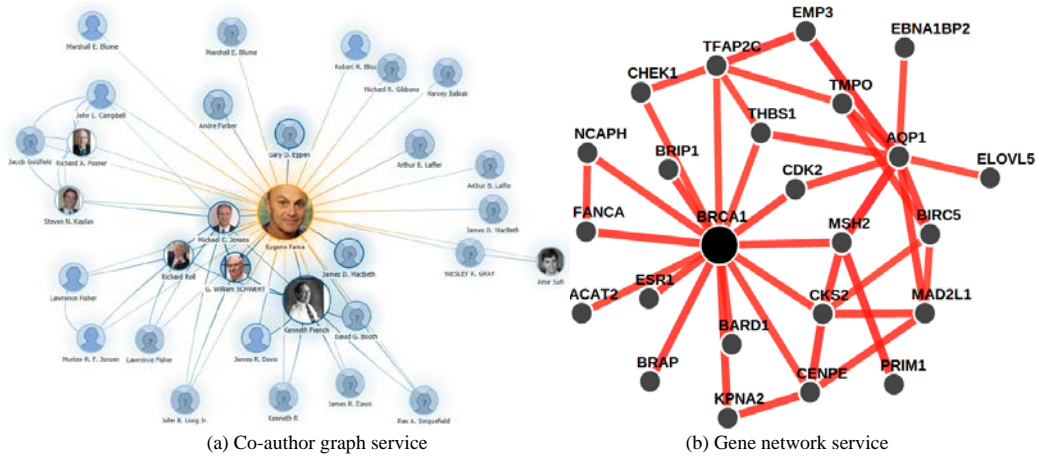 Marshall E. Blume
Marshall E. Blume
Robert R. Bliss
Michael R. Gibbons
Harvey Babiak
John L. Campbell
Andre Farber
Gary D. Eppen
Jacob Goldfield
Richard A. Posner
Arthur B. Laffer
Arthur B. Laffer
Steven N. Kaplan
Michael C. Jensen
Eugene Fama
James D. MacBeth
Richard Roll
G. William SCHWERT
James D. MacBeth
WESLEY R. GRAY
Amir Sufi
Lawrence Fisher
Kenneth French
David G. Booth
Lawrence Fisher
James R. Davis
John B. Long Jr.
Kenneth R
James R. Davis
Rex A. Sinquefield
(a) Co-author graph service
EMP3
EBNA1BP2
TFAP2C
CHEK1
TMPO
THBS1
AQP1
NCAPH
BRIP1
CDK2
ELOVL5
FANCA
BRCA1
MSH2
BIRC5
ESR1
ACAT2
CKS2
MAD2L1
BARD1
BRAP
CENPE
PRIM1
KPNA2
(b) Gene network service